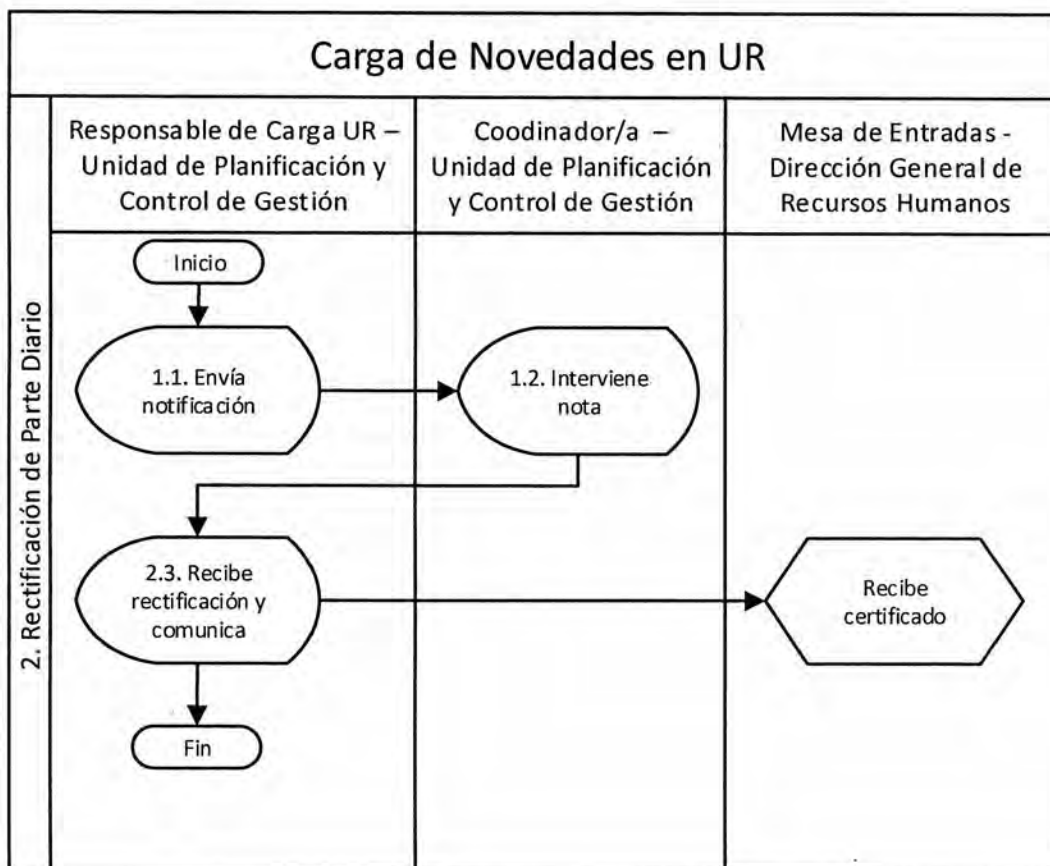 Carga de Novedades en UR
Responsable de Carga UR –
Unidad de Planificación y
Control de Gestión
Coodinador/a –
Unidad de Planificación
y Control de Gestión
Mesa de Entradas -
Dirección General de
Recursos Humanos
2. Rectificación de Parte Diario
Inicio
1.1. Envía
notificación
1.2. Interviene
nota
2.3. Recibe
rectificación y
comunica
Recibe
certificado
Fin